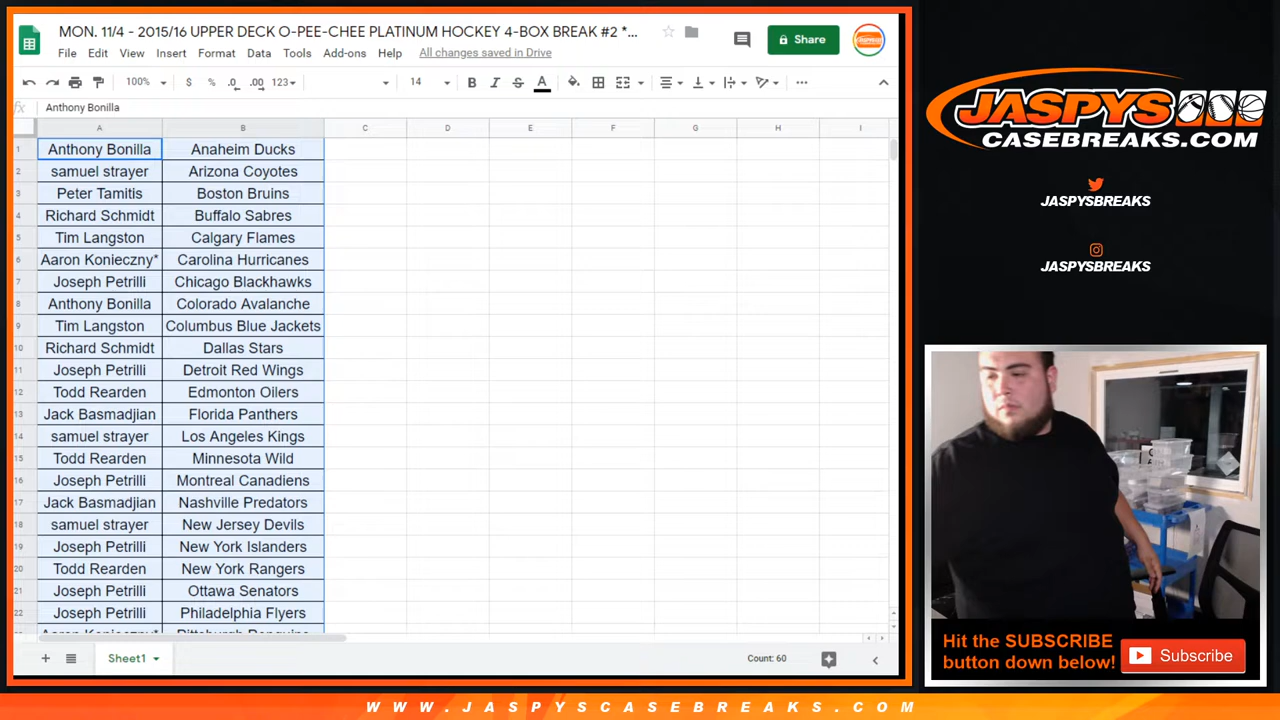 MON. 11/4 - 2015/16 UPPER DECK O-PEE-CHEE PLATINUM HOCKEY 4-BOX BREAK #2 *...
File Edit View Insert Format Data Tools Add-ons Help All changes saved in Drive
Share
100% $ % .0 .00 123 14 B I S A
fx Anthony Bonilla
A B C D E F G H I
1 Anthony Bonilla Anaheim Ducks
2 samuel strayer Arizona Coyotes
3 Peter Tamitis Boston Bruins
4 Richard Schmidt Buffalo Sabres
5 Tim Langston Calgary Flames
6 Aaron Konieczny* Carolina Hurricanes
7 Joseph Petrilli Chicago Blackhawks
8 Anthony Bonilla Colorado Avalanche
9 Tim Langston Columbus Blue Jackets
10 Richard Schmidt Dallas Stars
11 Joseph Petrilli Detroit Red Wings
12 Todd Rearden Edmonton Oilers
13 Jack Basmadjian Florida Panthers
14 samuel strayer Los Angeles Kings
15 Todd Rearden Minnesota Wild
16 Joseph Petrilli Montreal Canadiens
17 Jack Basmadjian Nashville Predators
18 samuel strayer New Jersey Devils
19 Joseph Petrilli New York Islanders
20 Todd Rearden New York Rangers
21 Joseph Petrilli Ottawa Senators
22 Joseph Petrilli Philadelphia Flyers
Aaron Konieczny* Pittsburgh Penguins
Sheet1
Count: 60
JASPYS
CASEBREAKS.COM
JASPYSBREAKS
JASPYSBREAKS
Hit the SUBSCRIBE
button down below!
Subscribe
WWW.JASPYSCASEBREAKS.COM